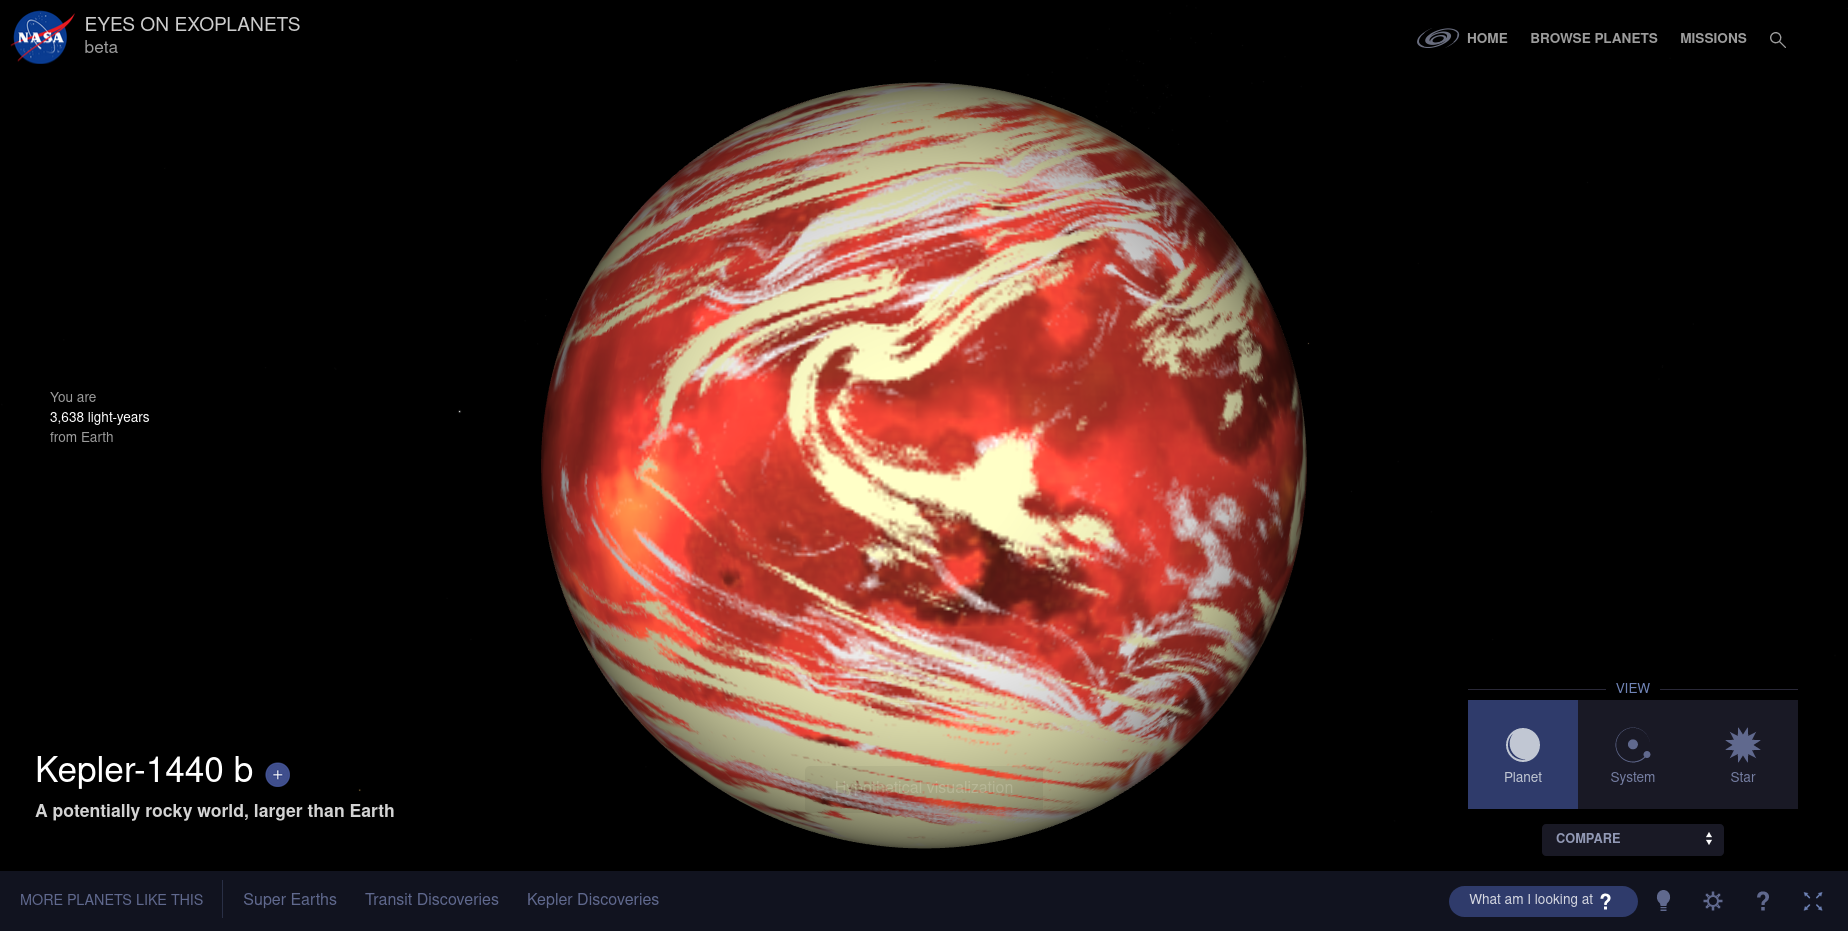 NASA
EYES ON EXOPLANETS
beta
HOME
BROWSE PLANETS
MISSIONS
You are
3,638 light-years
from Earth
Kepler-1440 b +
A potentially rocky world, larger than Earth
visualization
VIEW
Planet
System
Star
COMPARE
MORE PLANETS LIKE THIS
Super Earths
Transit Discoveries
Kepler Discoveries
What am I looking at ?
?